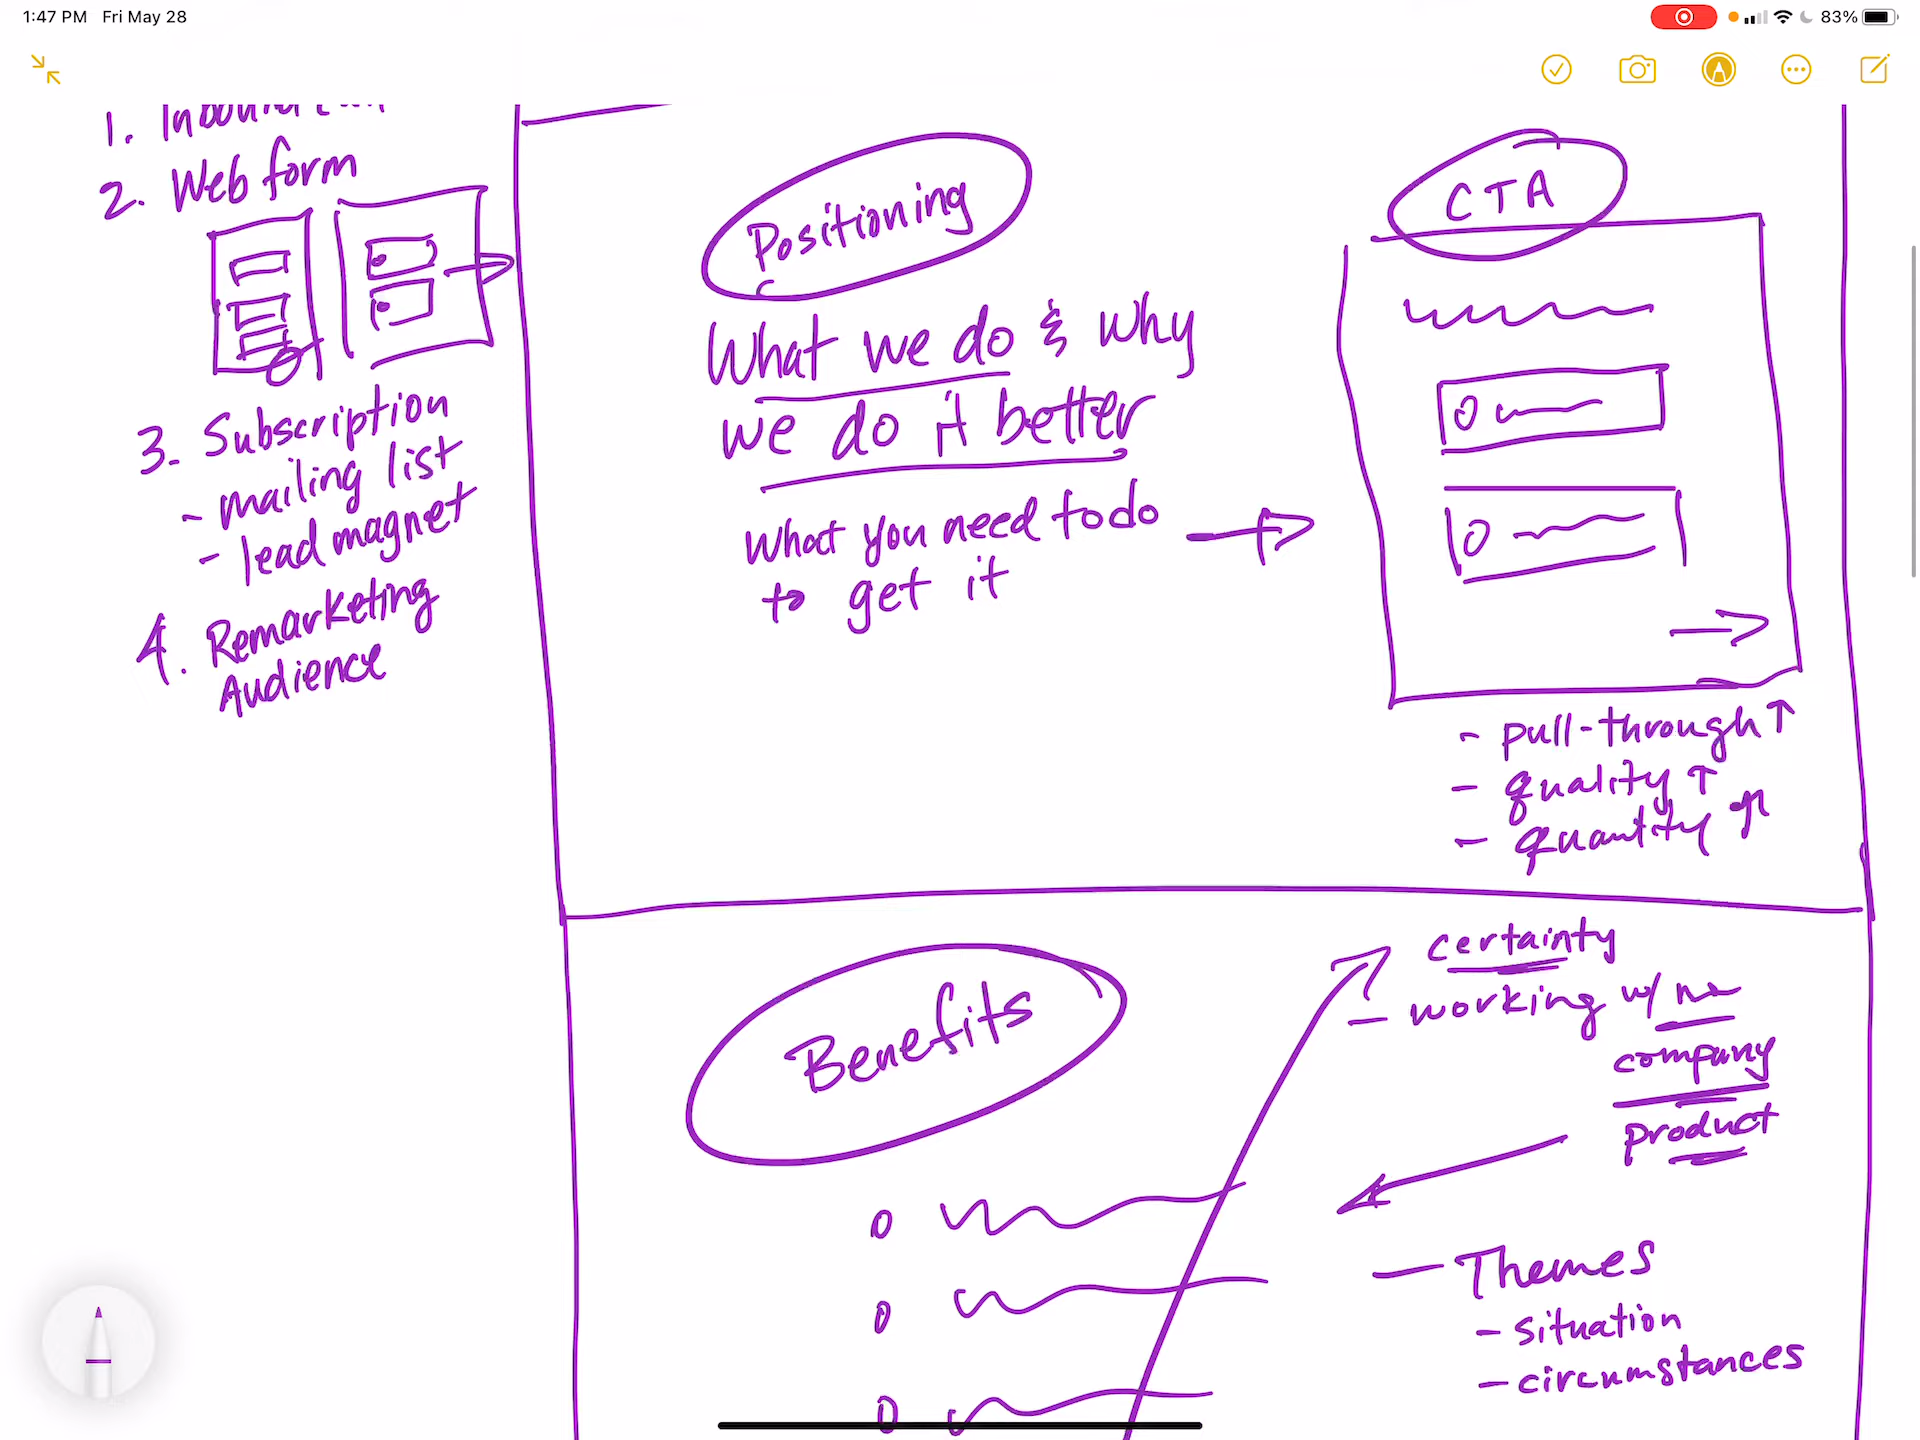 1:47 PM Fri May 28
83%
1. Inbound
2. Web form
3. Subscription
- mailing list
- lead magnet
4. Remarketing
Audience
Positioning
What we do & why
we do it better
What you need to do
to get it
CTA
- pull-through ↑
- quality ↑
- quantity ↑
Benefits
certainty
- working w/
company
product
- Themes
- situation
- circumstances